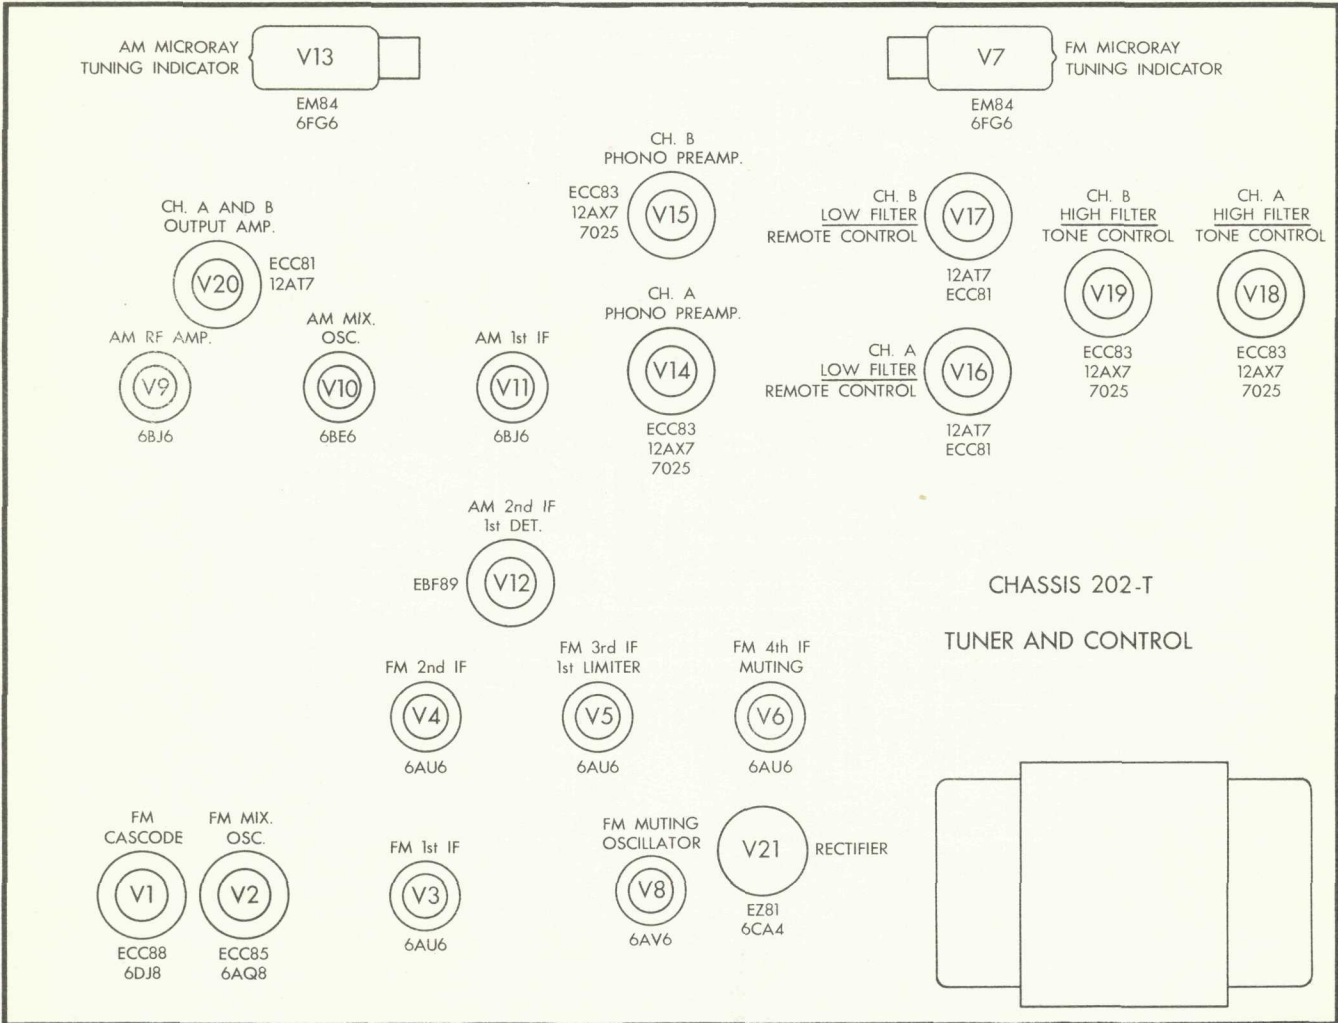 AM MICRORAY
TUNING INDICATOR
V13
EM84
6FG6
V7
FM MICRORAY
TUNING INDICATOR
EM84
6FG6
CH. B
PHONO PREAMP.
ECC83
12AX7
7025
V15
CH. B
LOW FILTER
REMOTE CONTROL
V17
12AT7
ECC81
CH. B
HIGH FILTER
TONE CONTROL
V19
ECC83
12AX7
7025
CH. A
HIGH FILTER
TONE CONTROL
V18
ECC83
12AX7
7025
CH. A AND B
OUTPUT AMP.
V20
ECC81
12AT7
AM RF AMP.
V9
6BJ6
AM MIX.
OSC.
V10
6BE6
AM 1st IF
V11
6BJ6
CH. A
PHONO PREAMP.
V14
ECC83
12AX7
7025
CH. A
LOW FILTER
REMOTE CONTROL
V16
12AT7
ECC81
AM 2nd IF
1st DET.
EBF89
V12
CHASSIS 202-T
TUNER AND CONTROL
FM 2nd IF
V4
6AU6
FM 3rd IF
1st LIMITER
V5
6AU6
FM 4th IF
MUTING
V6
6AU6
FM
CASCODE
V1
ECC88
6DJ8
FM MIX.
OSC.
V2
ECC85
6AQ8
FM 1st IF
V3
6AU6
FM MUTING
OSCILLATOR
V8
6AV6
V21
RECTIFIER
EZ81
6CA4